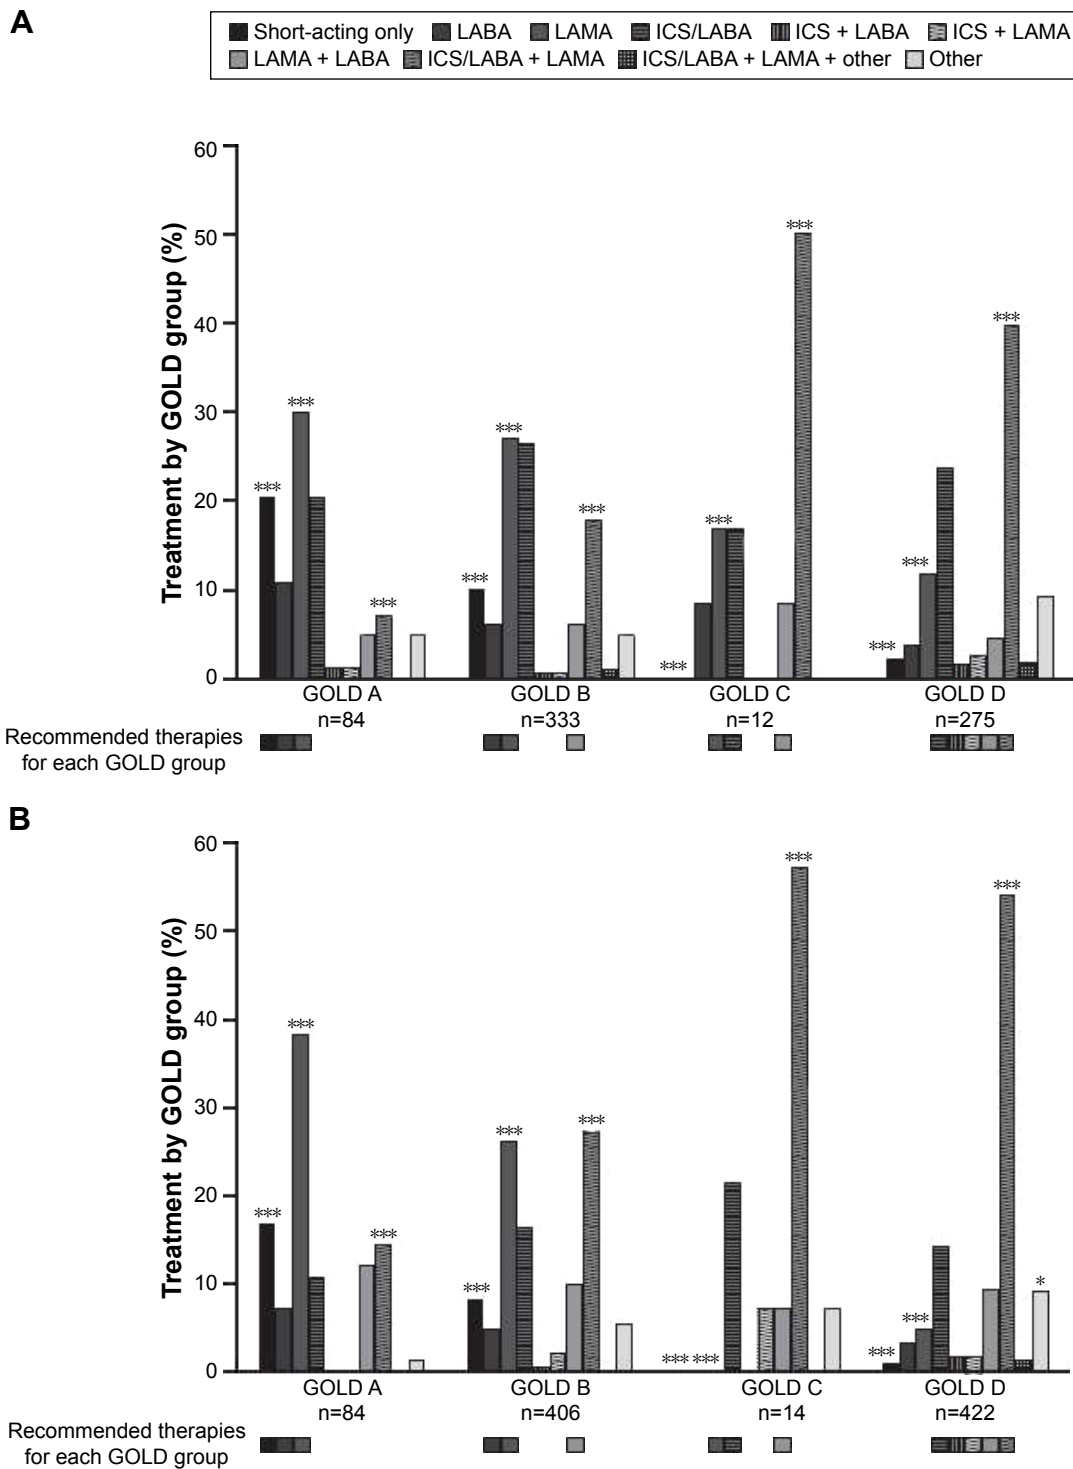 A
Short-acting only LABA LAMA ICS/LABA ICS + LABA ICS + LAMA
LAMA + LABA ICS/LABA + LAMA ICS/LABA + LAMA + other Other
Treatment by GOLD group (%)
60
50
40
30
20
10
0
***
***
***
***
***
***
***
***
***
***
***
***
GOLD A GOLD B GOLD C GOLD D
n=84 n=333 n=12 n=275
Recommended therapies
for each GOLD group
B
Treatment by GOLD group (%)
60
50
40
30
20
10
0
***
***
***
***
***
***
*** ***
***
***
***
***
*
GOLD A GOLD B GOLD C GOLD D
n=84 n=406 n=14 n=422
Recommended therapies
for each GOLD group